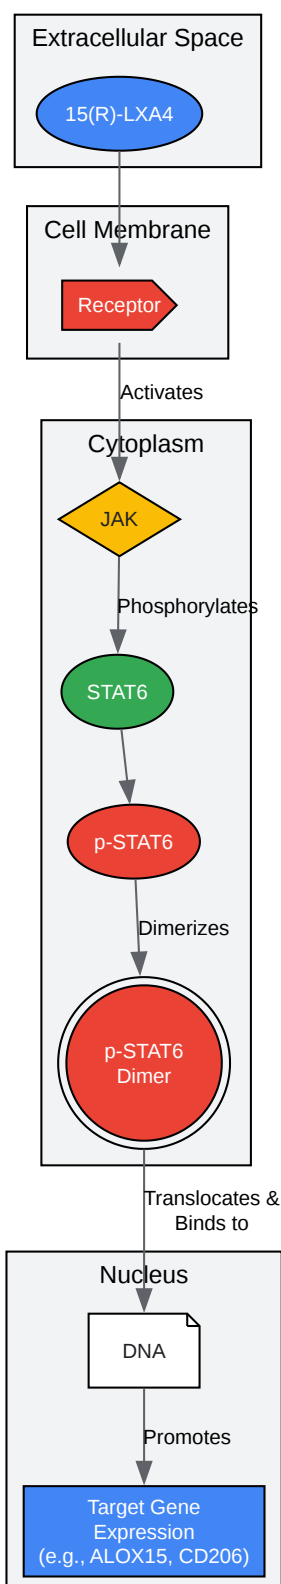 Extracellular Space
15(R)-LXA4
Cell Membrane
Receptor
Activates
Cytoplasm
JAK
Phosphorylates
STAT6
p-STAT6
Dimerizes
p-STAT6
Dimer
Translocates &
Binds to
Nucleus
DNA
Promotes
Target Gene
Expression
(e.g., ALOX15, CD206)